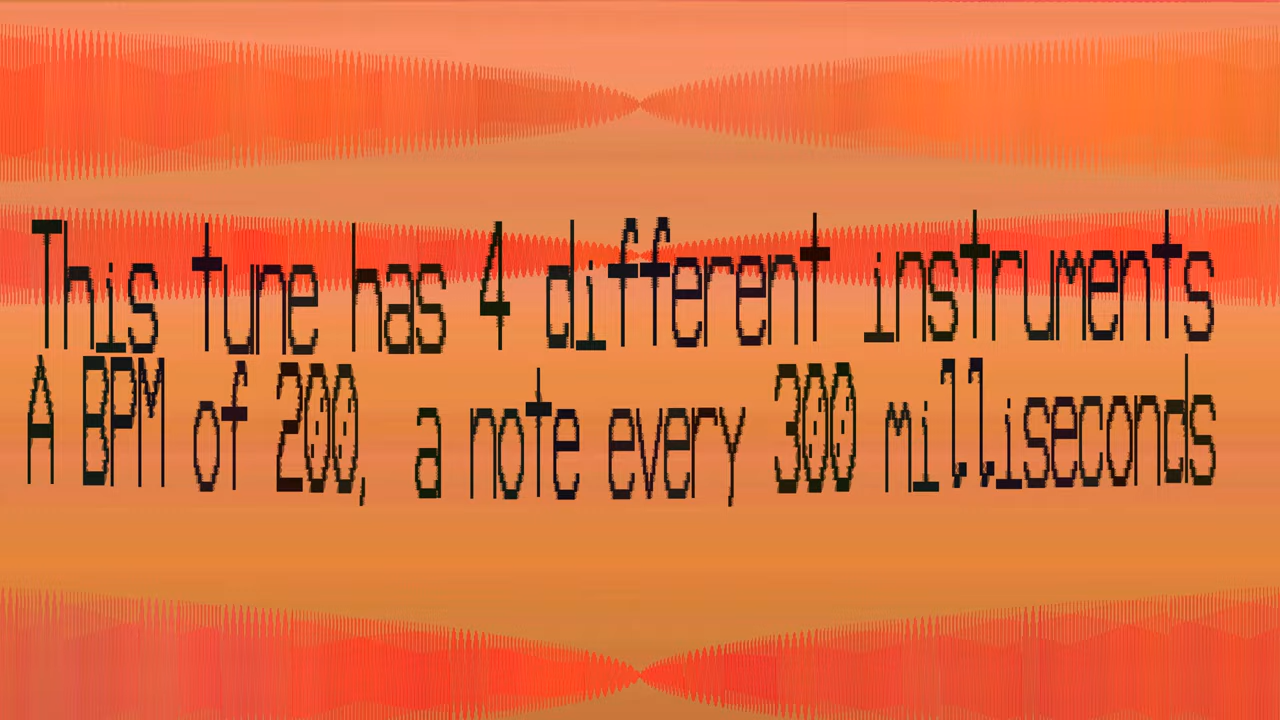 This tune has 4 different instruments
A BPM of 200, a note every 300 milliseconds